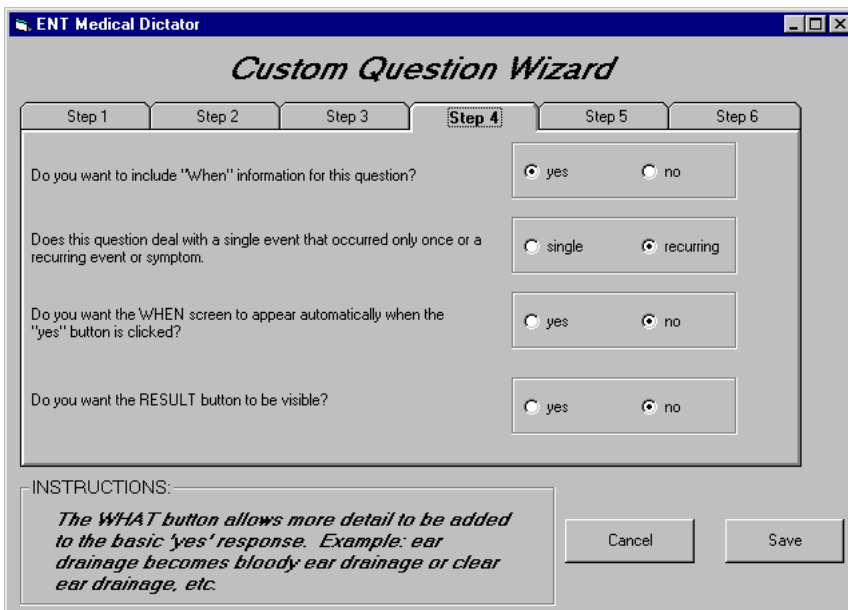 ENT Medical Dictator
Custom Question Wizard
Step 1 Step 2 Step 3 Step 4 Step 5 Step 6
Do you want to include "When" information for this question?
yes no
Does this question deal with a single event that occurred only once or a
recurring event or symptom.
single recurring
Do you want the WHEN screen to appear automatically when the
"yes" button is clicked?
yes no
Do you want the RESULT button to be visible?
yes no
INSTRUCTIONS:
The WHAT button allows more detail to be added
to the basic 'yes' response. Example: ear
drainage becomes bloody ear drainage or clear
ear drainage, etc.
Cancel Save